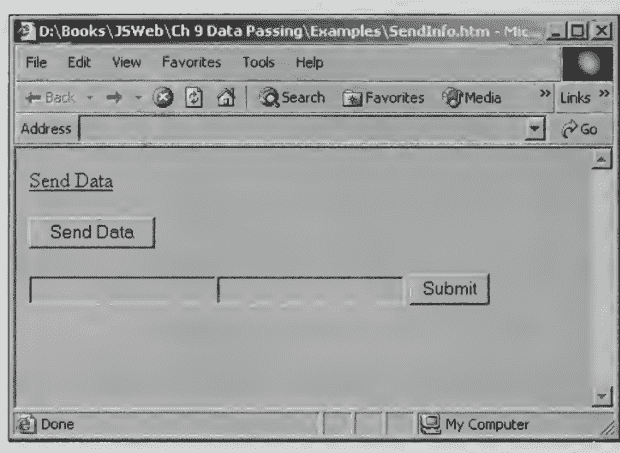 D:\Books\JSWeb\Ch 9 Data Passing\Examples\SendInfo.htm - Mic
File Edit View Favorites Tools Help
Back Search Favorites Media » Links »
Address Go
Send Data
Send Data
Submit
Done My Computer